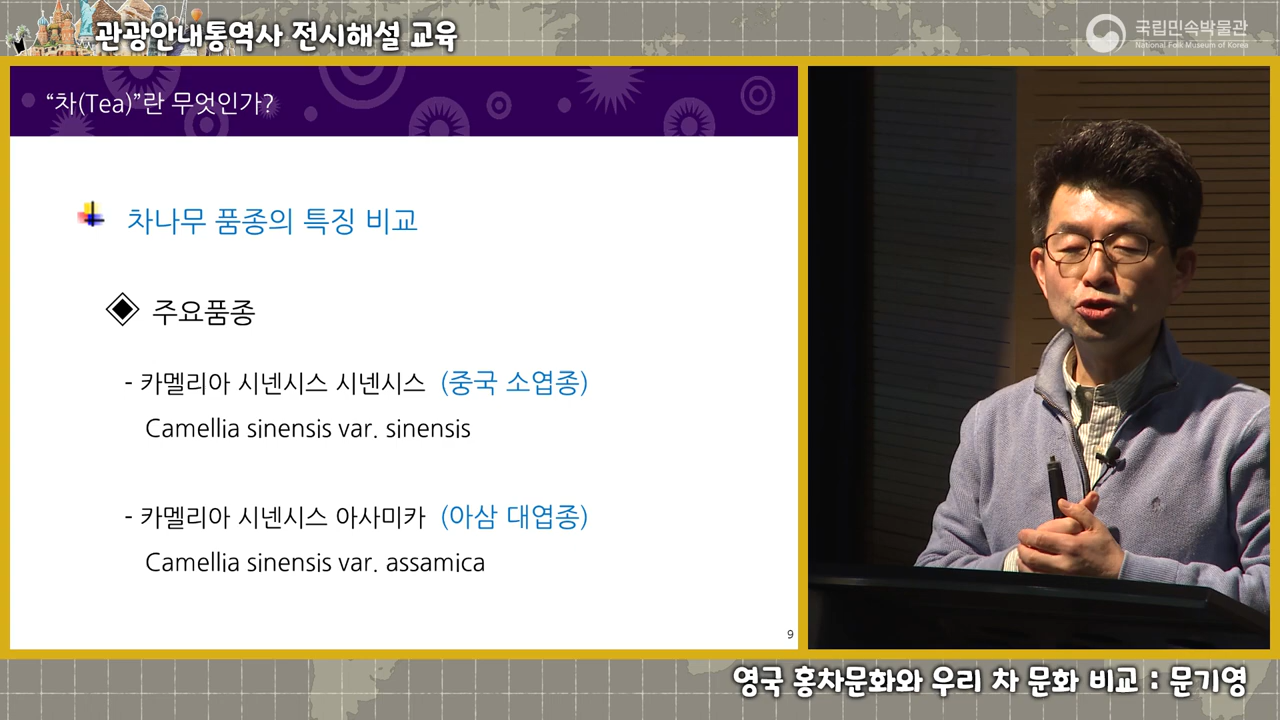 관광안내통역사 전시해설 교육
국립민속박물관
National Folk Museum of Korea
“차(Tea)”란 무엇인가?
차나무 품종의 특징 비교
주요품종
- 카멜리아 시넨시스 시넨시스 (중국 소엽종)
Camellia sinensis var. sinensis
- 카멜리아 시넨시스 아사미카 (아삼 대엽종)
Camellia sinensis var. assamica
9
영국 홍차문화와 우리 차 문화 비교 : 문기영